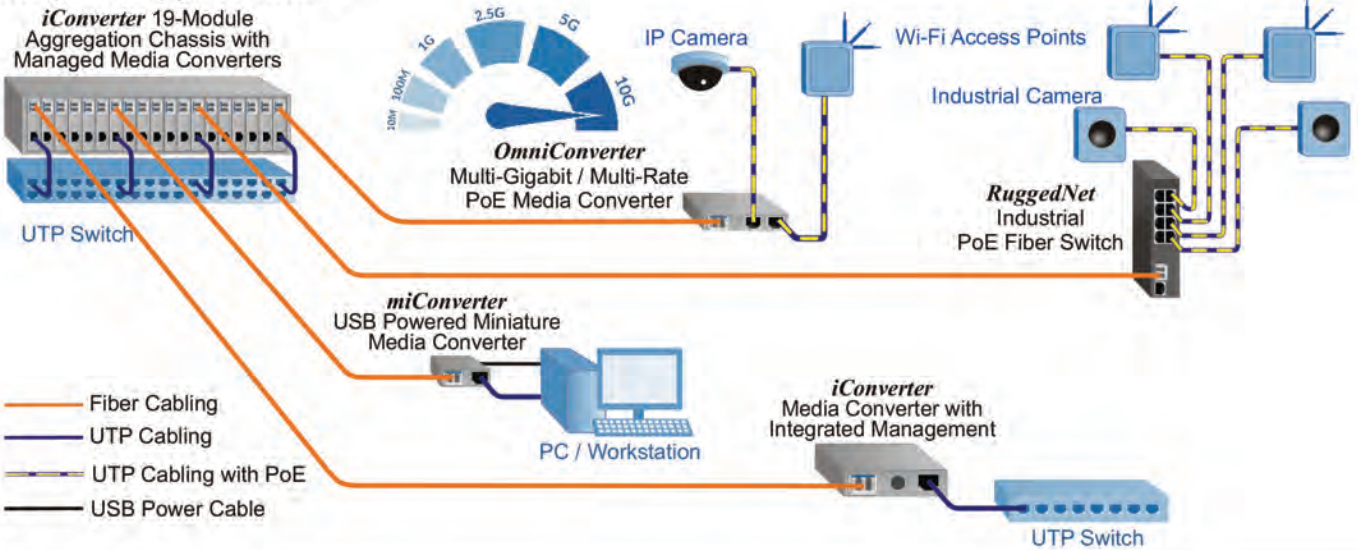 iConverter 19-Module
Aggregation Chassis with
Managed Media Converters
UTP Switch
10M
100M
1G
2.5G
5G
10G
OmniConverter
Multi-Gigabit / Multi-Rate
PoE Media Converter
IP Camera
Wi-Fi Access Points
Industrial Camera
RuggedNet
Industrial
PoE Fiber Switch
miConverter
USB Powered Miniature
Media Converter
PC / Workstation
iConverter
Media Converter with
Integrated Management
UTP Switch
Fiber Cabling
UTP Cabling
UTP Cabling with PoE
USB Power Cable